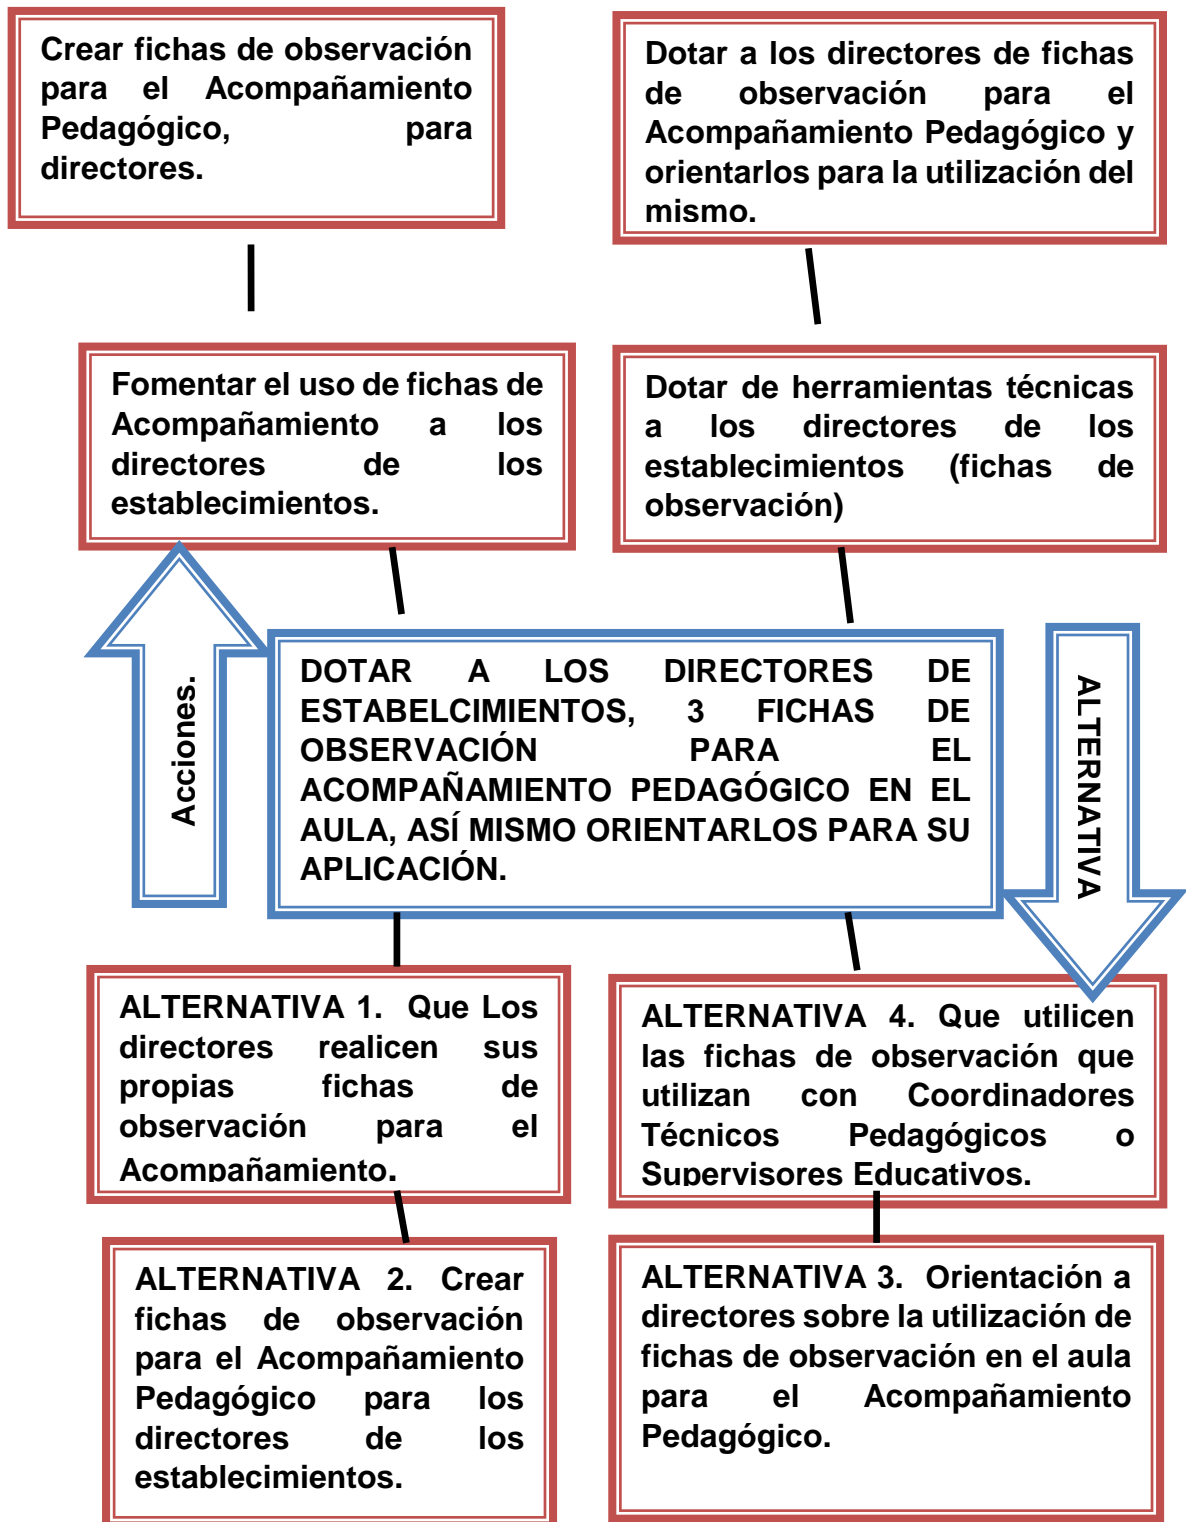 Crear fichas de observación
para el Acompañamiento
Pedagógico, para
directores.
Dotar a los directores de fichas
de observación para el
Acompañamiento Pedagógico y
orientarlos para la utilización del
mismo.
Fomentar el uso de fichas de
Acompañamiento a los
directores de los
establecimientos.
Dotar de herramientas técnicas
a los directores de los
establecimientos (fichas de
observación)
Acciones.
DOTAR A LOS DIRECTORES DE
ESTABELCIMIENTOS, 3 FICHAS DE
OBSERVACIÓN PARA EL
ACOMPAÑAMIENTO PEDAGÓGICO EN EL
AULA, ASÍ MISMO ORIENTARLOS PARA SU
APLICACIÓN.
ALTERNATIVA
ALTERNATIVA 1. Que Los
directores realicen sus
propias fichas de
observación para el
Acompañamiento.
ALTERNATIVA 4. Que utilicen
las fichas de observación que
utilizan con Coordinadores
Técnicos Pedagógicos o
Supervisores Educativos.
ALTERNATIVA 2. Crear
fichas de observación
para el Acompañamiento
Pedagógico para los
directores de los
establecimientos.
ALTERNATIVA 3. Orientación a
directores sobre la utilización de
fichas de observación en el aula
para el Acompañamiento
Pedagógico.